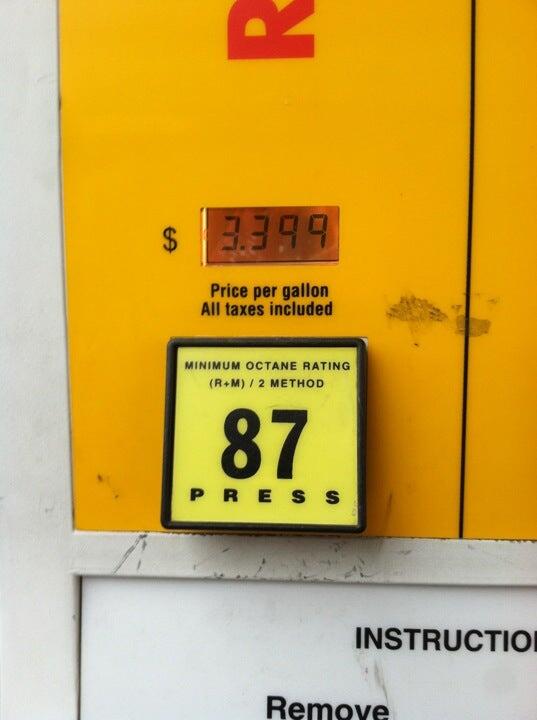 R
$ 3.399
Price per gallon
All taxes included
MINIMUM OCTANE RATING
(R+M) / 2 METHOD
87
PRESS
INSTRUCTIO
Remove